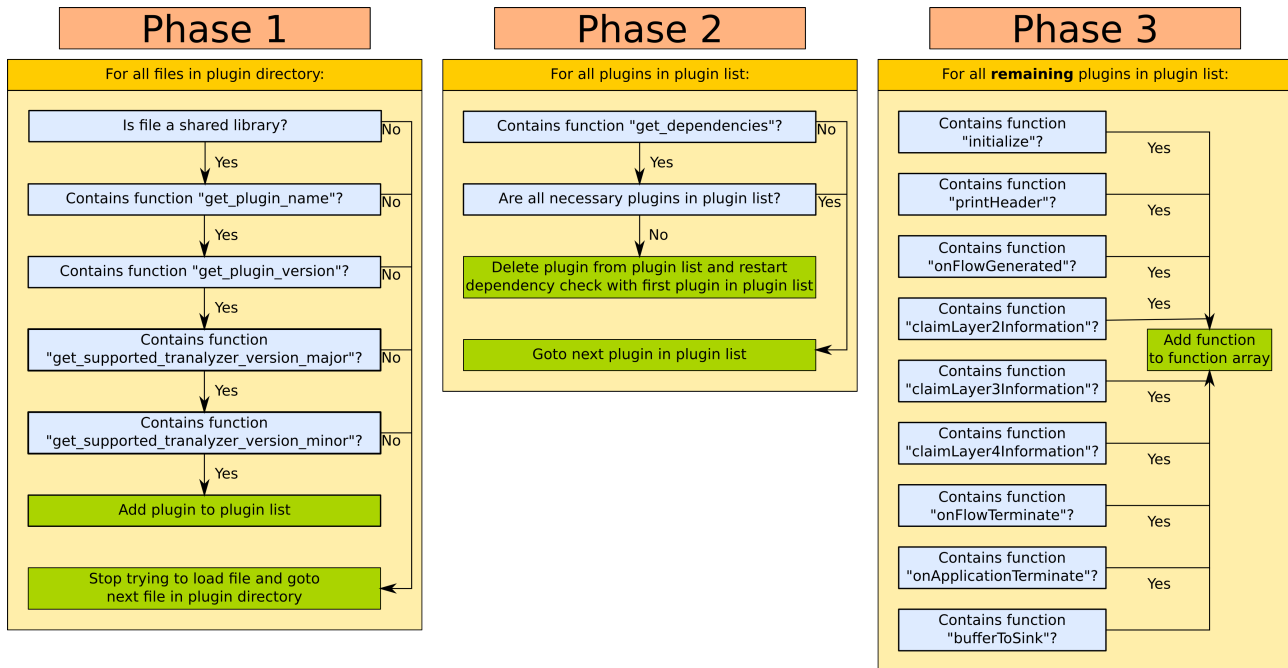 Phase 1
For all files in plugin directory:
Is file a shared library?
No
Yes
Contains function "get_plugin_name"?
No
Yes
Contains function "get_plugin_version"?
No
Yes
Contains function
"get_supported_tranalyzer_version_major"?
No
Yes
Contains function
"get_supported_tranalyzer_version_minor"?
No
Yes
Add plugin to plugin list
Stop trying to load file and goto
next file in plugin directory
Phase 2
For all plugins in plugin list:
Contains function "get_dependencies"?
No
Yes
Are all necessary plugins in plugin list?
Yes
No
Delete plugin from plugin list and restart
dependency check with first plugin in plugin list
Goto next plugin in plugin list
Phase 3
For all remaining plugins in plugin list:
Contains function
"initialize"?
Yes
Contains function
"printHeader"?
Yes
Contains function
"onFlowGenerated"?
Yes
Contains function
"claimLayer2Information"?
Yes
Add function
to function array
Contains function
"claimLayer3Information"?
Yes
Contains function
"claimLayer4Information"?
Yes
Contains function
"onFlowTerminate"?
Yes
Contains function
"onApplicationTerminate"?
Yes
Contains function
"bufferToSink"?